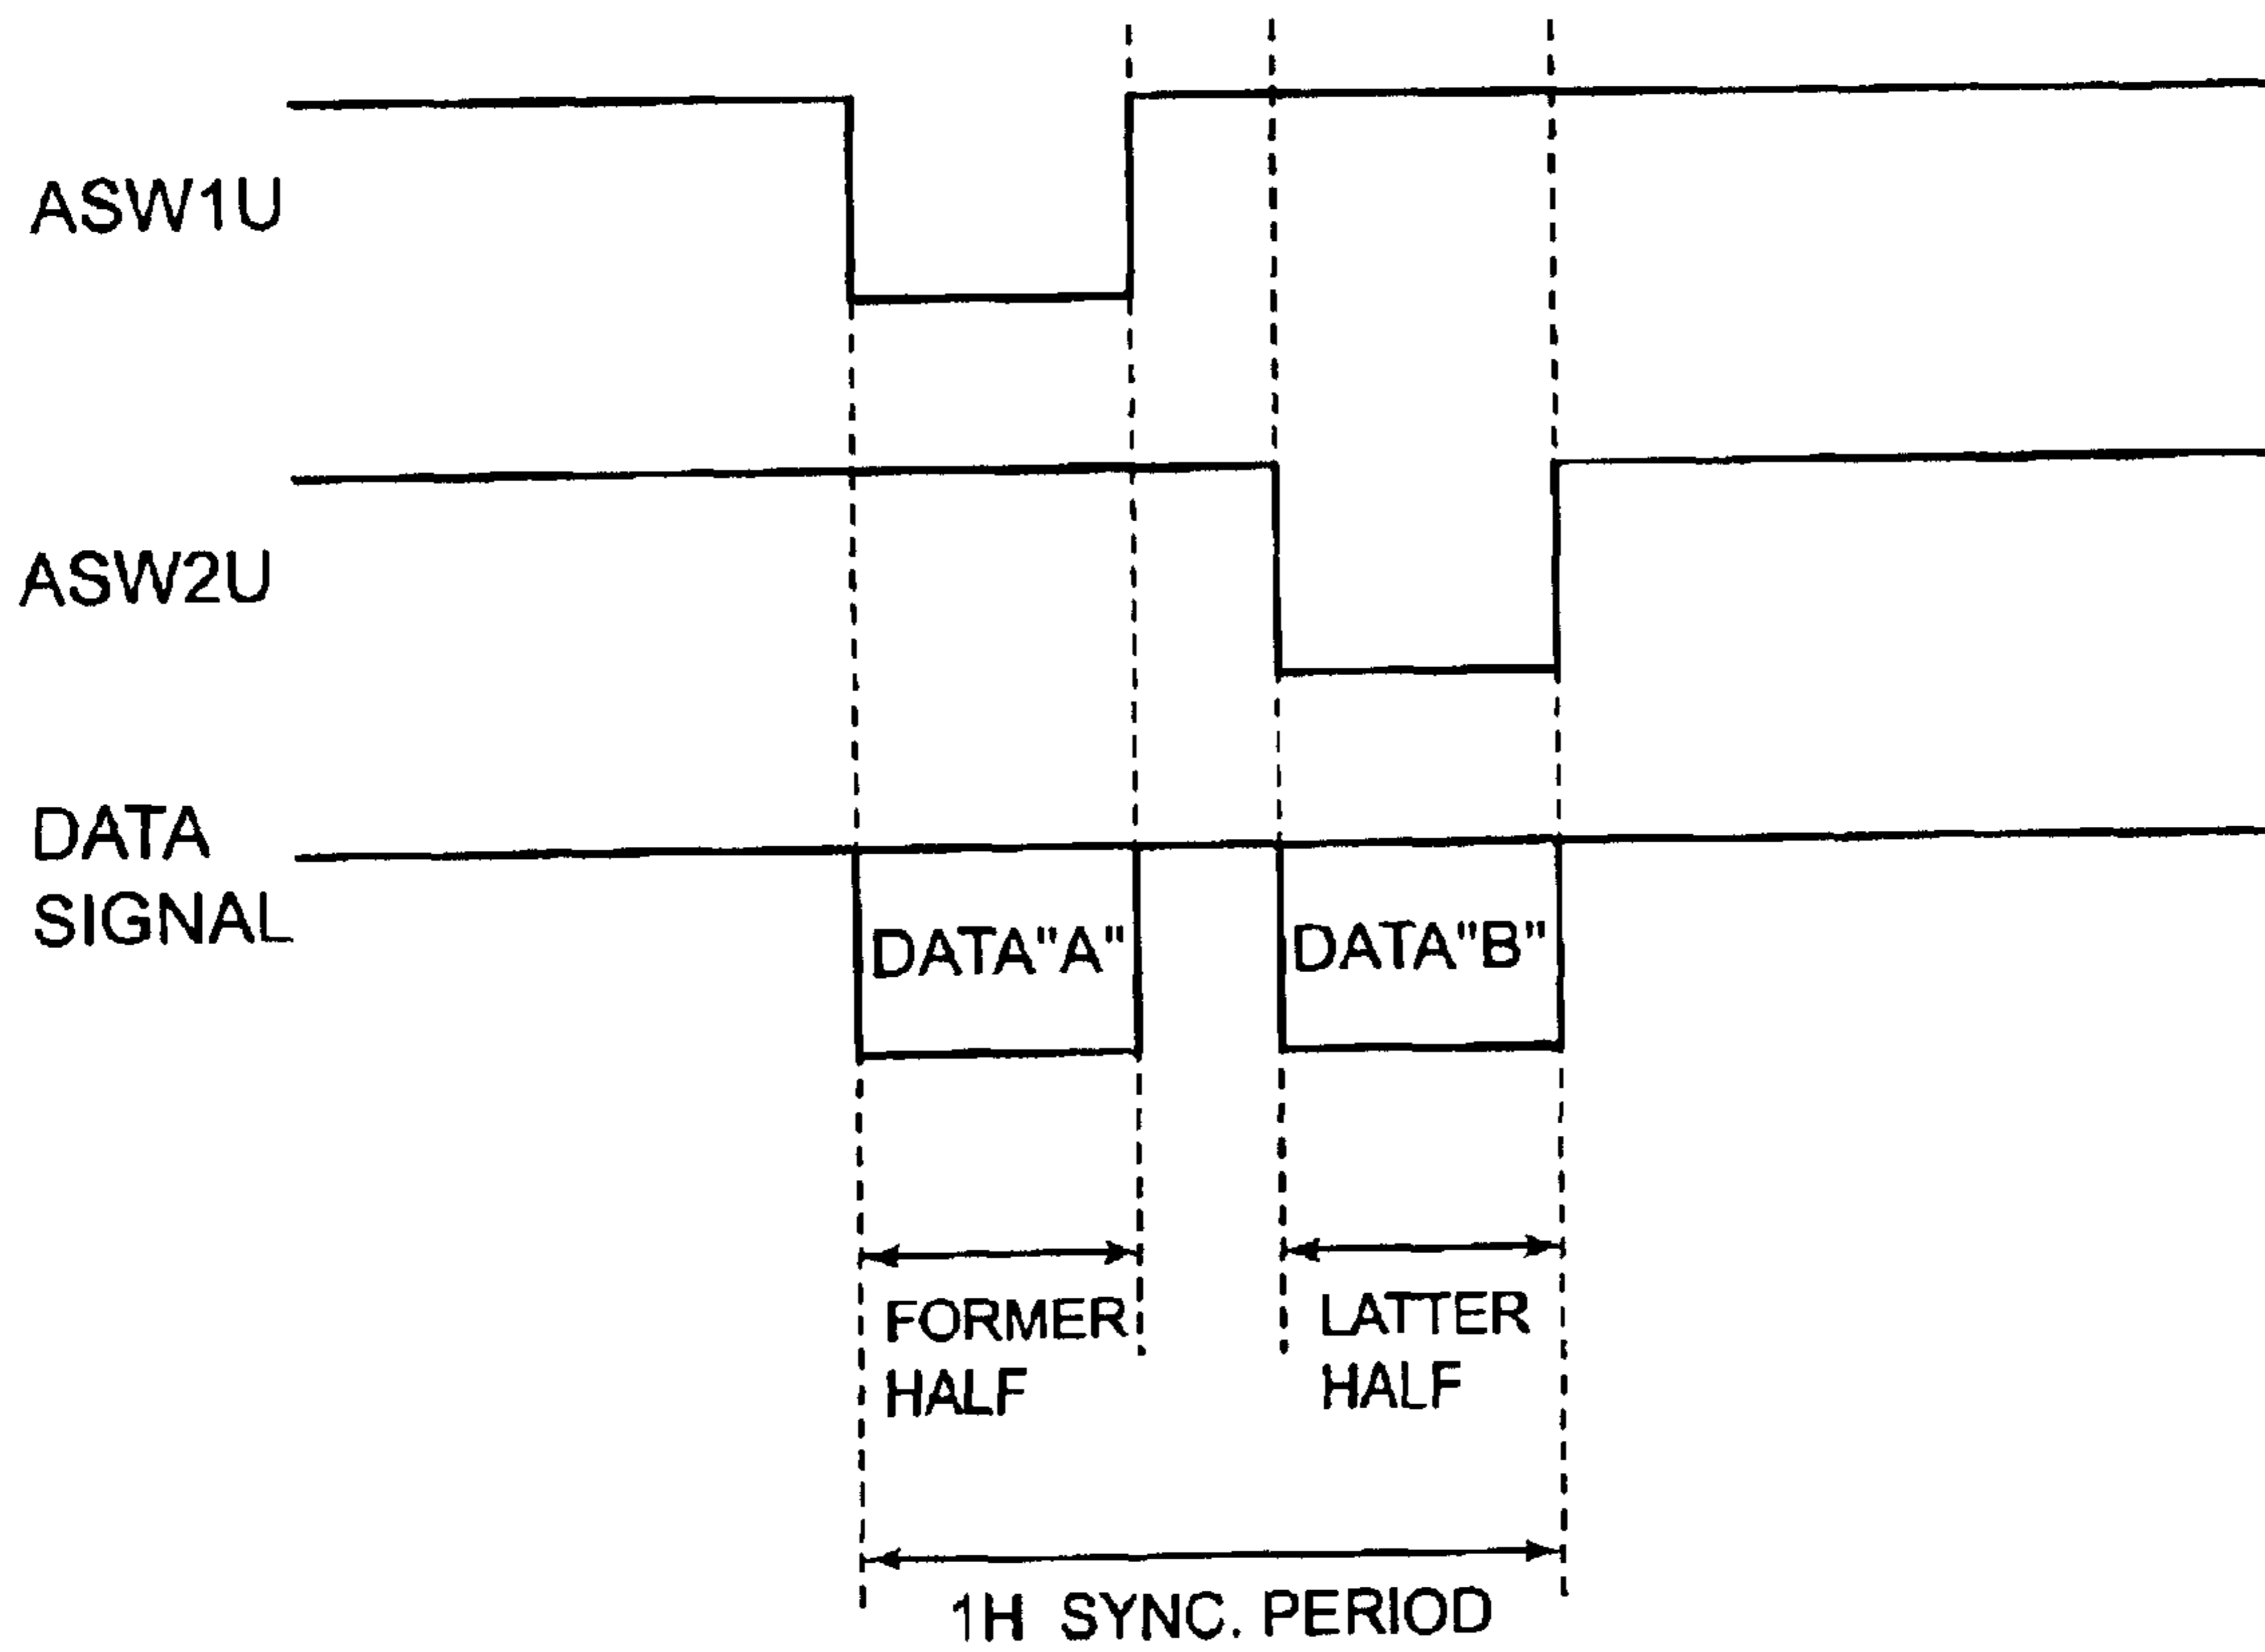 ASW1U
ASW2U
DATA
SIGNAL
DATA"A"
DATA"B"
FORMER
HALF
LATTER
HALF
1H SYNC. PERIOD